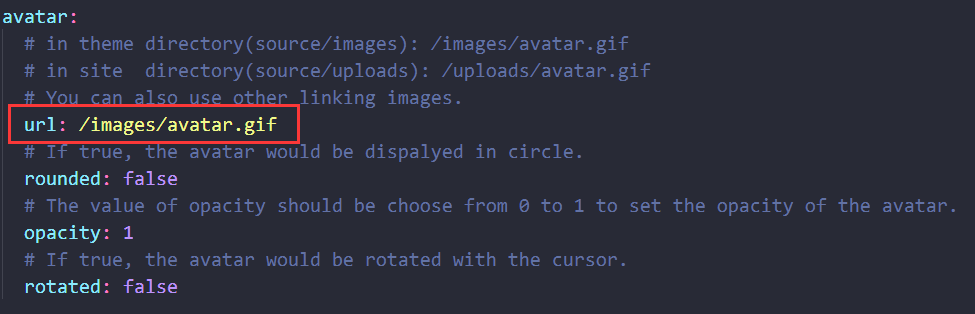 avatar:
# in theme directory(source/images): /images/avatar.gif
# in site  directory(source/uploads): /uploads/avatar.gif
# You can also use other linking images.
url: /images/avatar.gif
# If true, the avatar would be dispalyed in circle.
rounded: false
# The value of opacity should be choose from 0 to 1 to set the opacity of the avatar.
opacity: 1
# If true, the avatar would be rotated with the cursor.
rotated: false